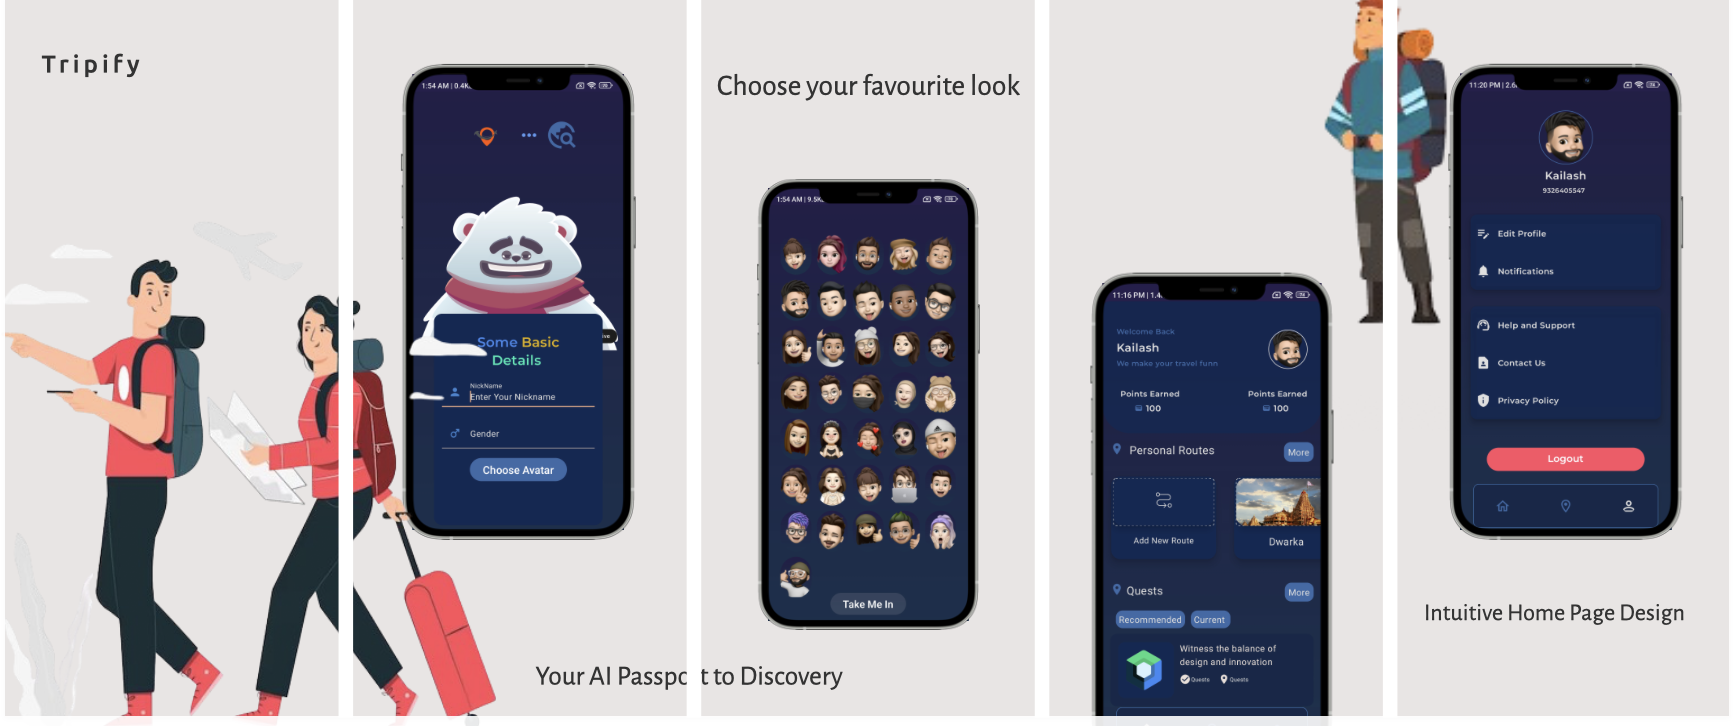 Tripify
1:54 AM | 0.4K
Some Basic
Details
NickName
Enter Your Nickname
Gender
Choose Avatar
Your AI Passport to Discovery
Choose your favourite look
1:54 AM | 9.5K
Take Me In
11:16 PM | 1.4
Welcome Back
Kailash
We make your travel funn
Points Earned
100
Points Earned
100
Personal Routes
More
Add New Route
Dwarka
Quests
More
Recommended
Current
Witness the balance of
design and innovation
Quests
Quests
11:20 PM | 2.6
Kailash
9326405547
Edit Profile
Notifications
Help and Support
Contact Us
Privacy Policy
Logout
Intuitive Home Page Design